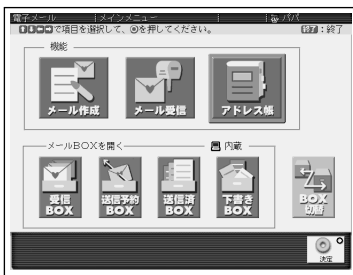 電子メール メインメニュー パパ
で項目を選択して、◎を押してください。 終了：終了
機能
メール作成 メール受信 アドレス帳
メールBOXを開く 内蔵
受信BOX 送信予約BOX 送信済BOX 下書きBOX BOX切替
決定